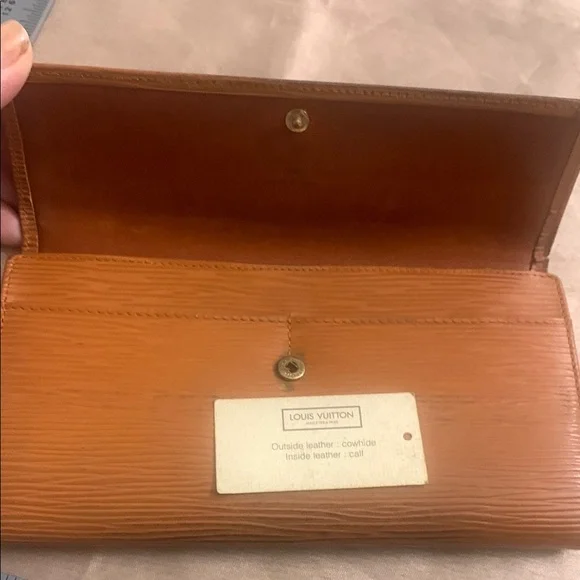 LOUIS VUITTON
Outside leather : cowhide
Inside leather : calf